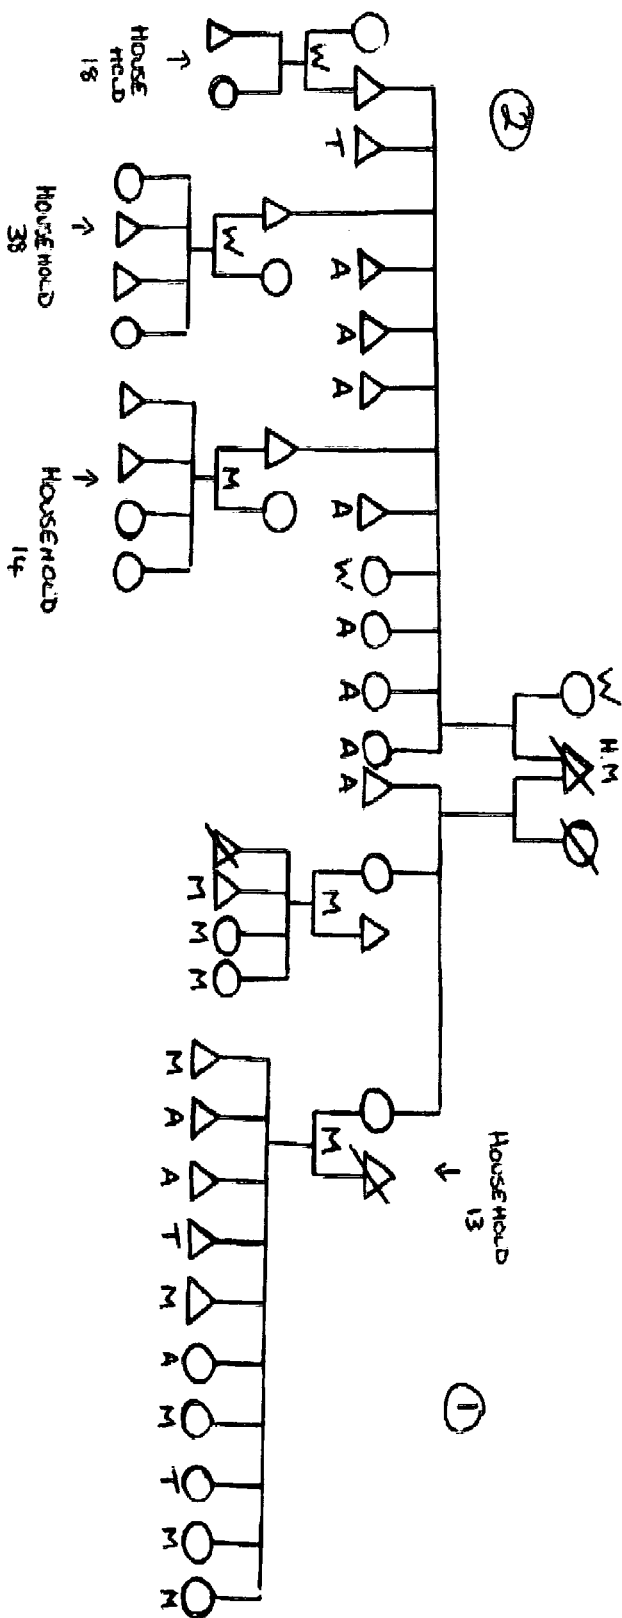 W
H.M
2
HOUSEHOLD
13
1
T A A A A W A A A A
W M M
W M
M M M
M A A T M A M T M M
HOUSE
HOLD
18
HOUSEHOLD
38
HOUSEHOLD
14